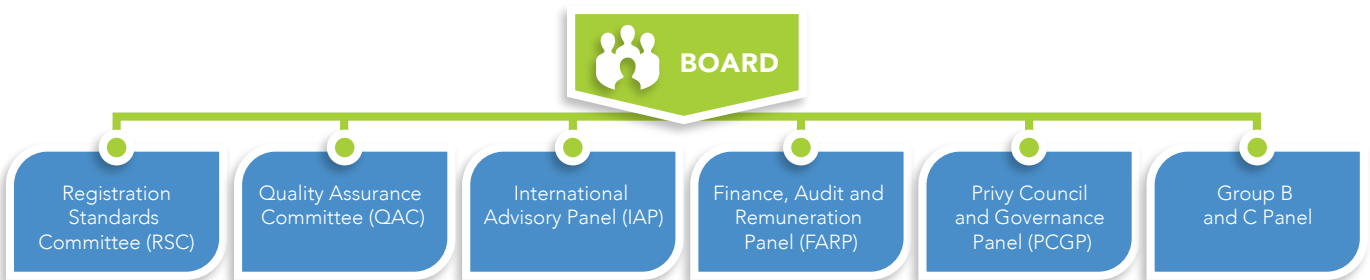 BOARD
Registration
Standards
Committee (RSC)
Quality Assurance
Committee (QAC)
International
Advisory Panel (IAP)
Finance, Audit and
Remuneration
Panel (FARP)
Privy Council
and Governance
Panel (PCGP)
Group B
and C Panel